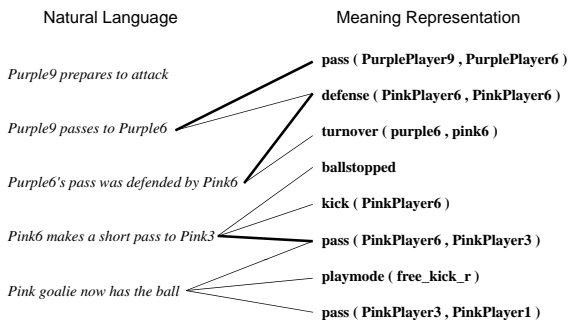 Natural Language
Meaning Representation
pass ( PurplePlayer9 , PurplePlayer6 )
Purple9 prepares to attack
defense ( PinkPlayer6 , PinkPlayer6 )
Purple9 passes to Purple6
turnover ( purple6 , pink6 )
ballstopped
Purple6's pass was defended by Pink6
kick ( PinkPlayer6 )
Pink6 makes a short pass to Pink3
pass ( PinkPlayer6 , PinkPlayer3 )
playmode ( free_kick_r )
Pink goalie now has the ball
pass ( PinkPlayer3 , PinkPlayer1 )